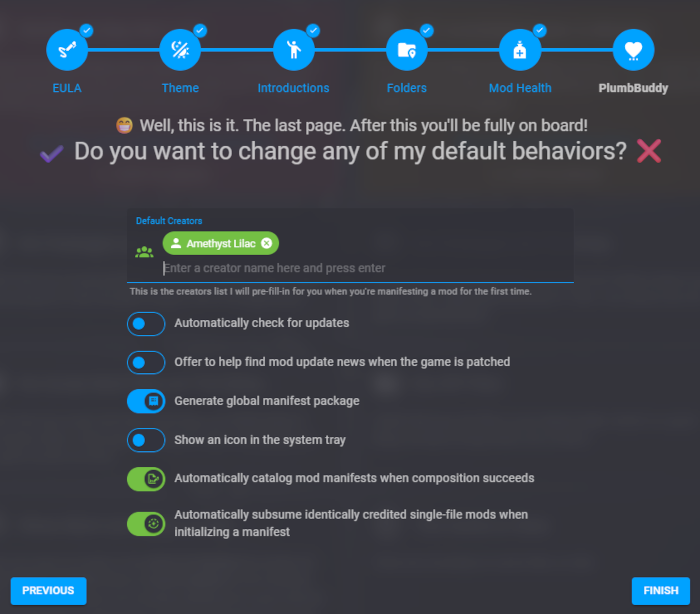 EULA
Theme
Introductions
Folders
Mod Health
PlumbBuddy
Well, this is it. The last page. After this you'll be fully on board!
Do you want to change any of my default behaviors?
Default Creators
Amethyst Lilac
Enter a creator name here and press enter
This is the creators list I will pre-fill-in for you when you're manifesting a mod for the first time.
Automatically check for updates
Offer to help find mod update news when the game is patched
Generate global manifest package
Show an icon in the system tray
Automatically catalog mod manifests when composition succeeds
Automatically subsume identically credited single-file mods when
initializing a manifest
PREVIOUS
FINISH